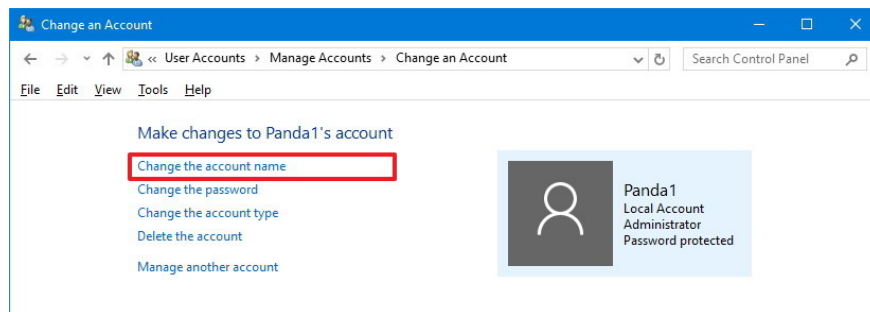 Change an Account
« User Accounts > Manage Accounts > Change an Account
Search Control Panel
File Edit View Tools Help
Make changes to Panda1's account
Change the account name
Change the password
Change the account type
Delete the account
Manage another account
Panda1
Local Account
Administrator
Password protected